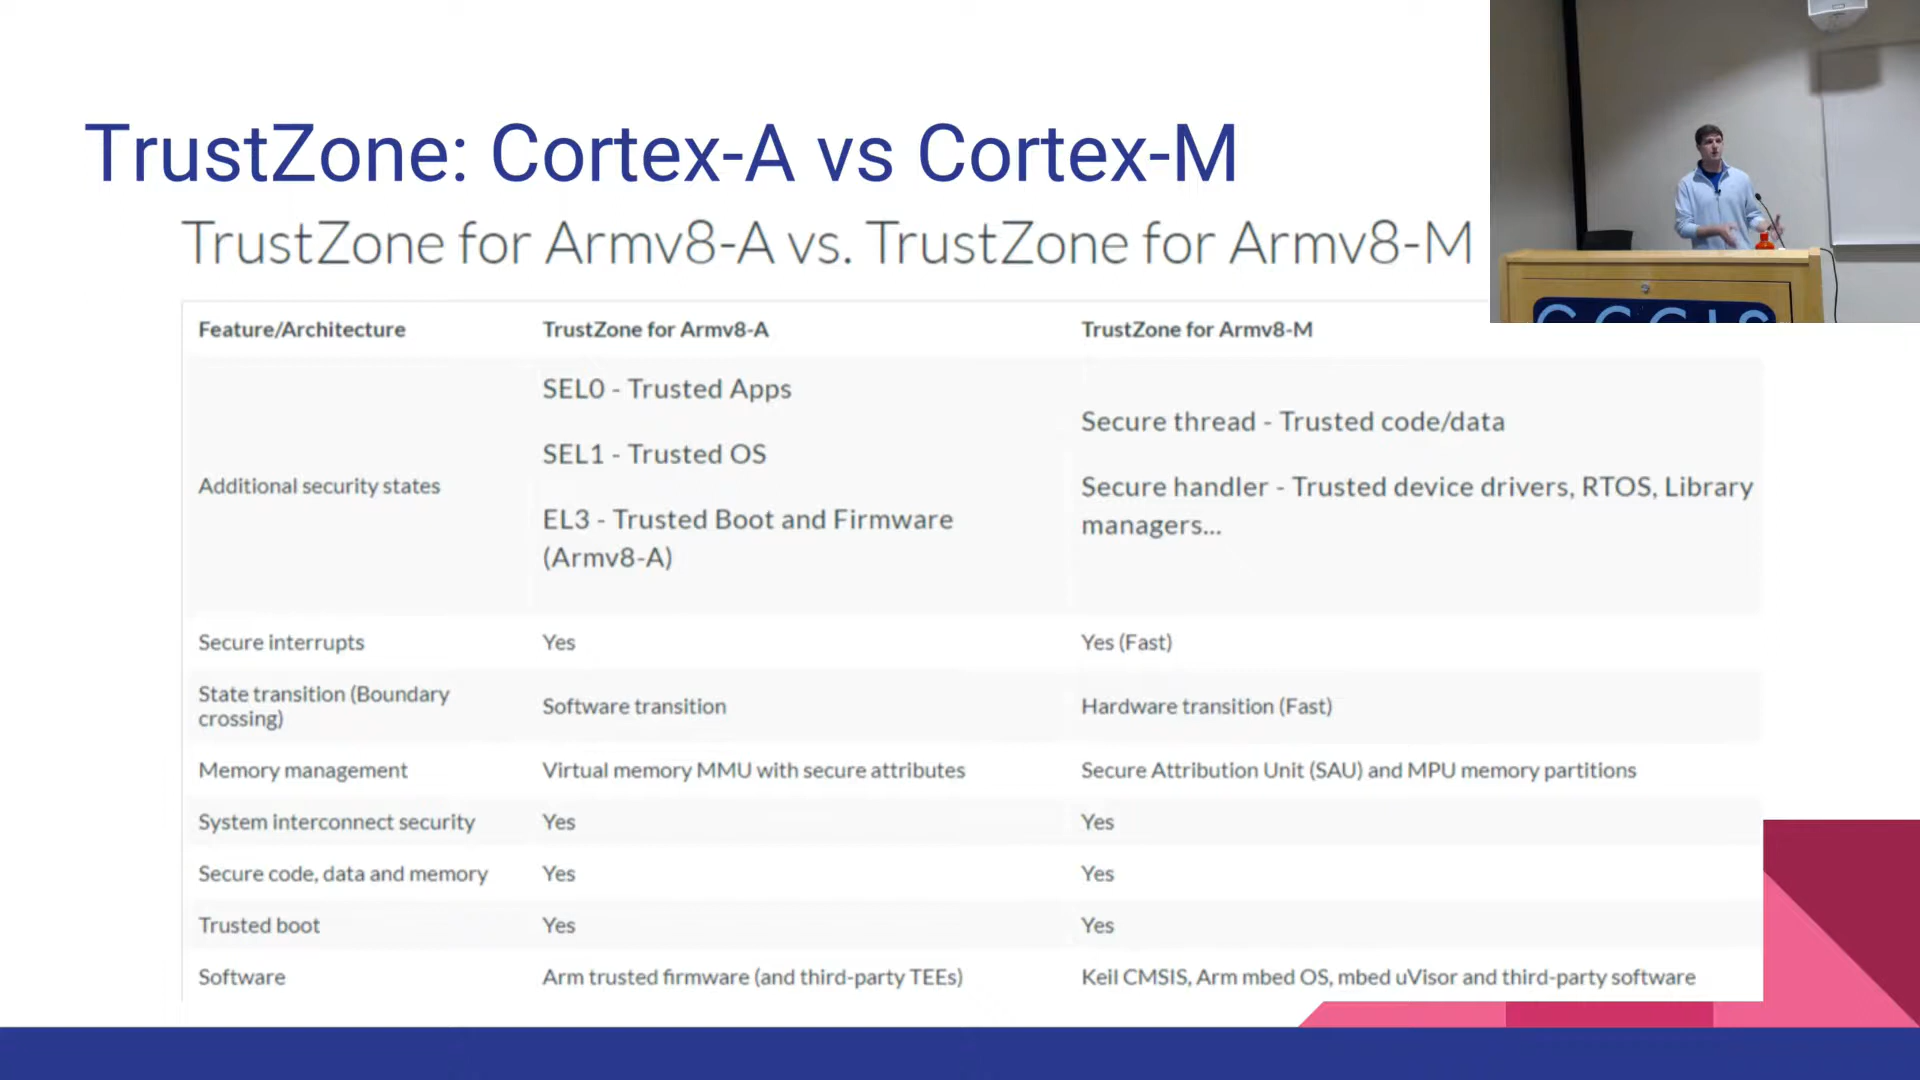 TrustZone: Cortex-A vs Cortex-M
TrustZone for Armv8-A vs. TrustZone for Armv8-M
Feature/Architecture TrustZone for Armv8-A TrustZone for Armv8-M
Additional security states
SEL0 - Trusted Apps
SEL1 - Trusted OS
EL3 - Trusted Boot and Firmware
(Armv8-A)
Secure thread - Trusted code/data
Secure handler - Trusted device drivers, RTOS, Library
managers...
Secure interrupts Yes Yes (Fast)
State transition (Boundary
crossing)
Software transition Hardware transition (Fast)
Memory management Virtual memory MMU with secure attributes Secure Attribution Unit (SAU) and MPU memory partitions
System interconnect security Yes Yes
Secure code, data and memory Yes Yes
Trusted boot Yes Yes
Software Arm trusted firmware (and third-party TEEs) Keil CMSIS, Arm mbed OS, mbed uVisor and third-party software